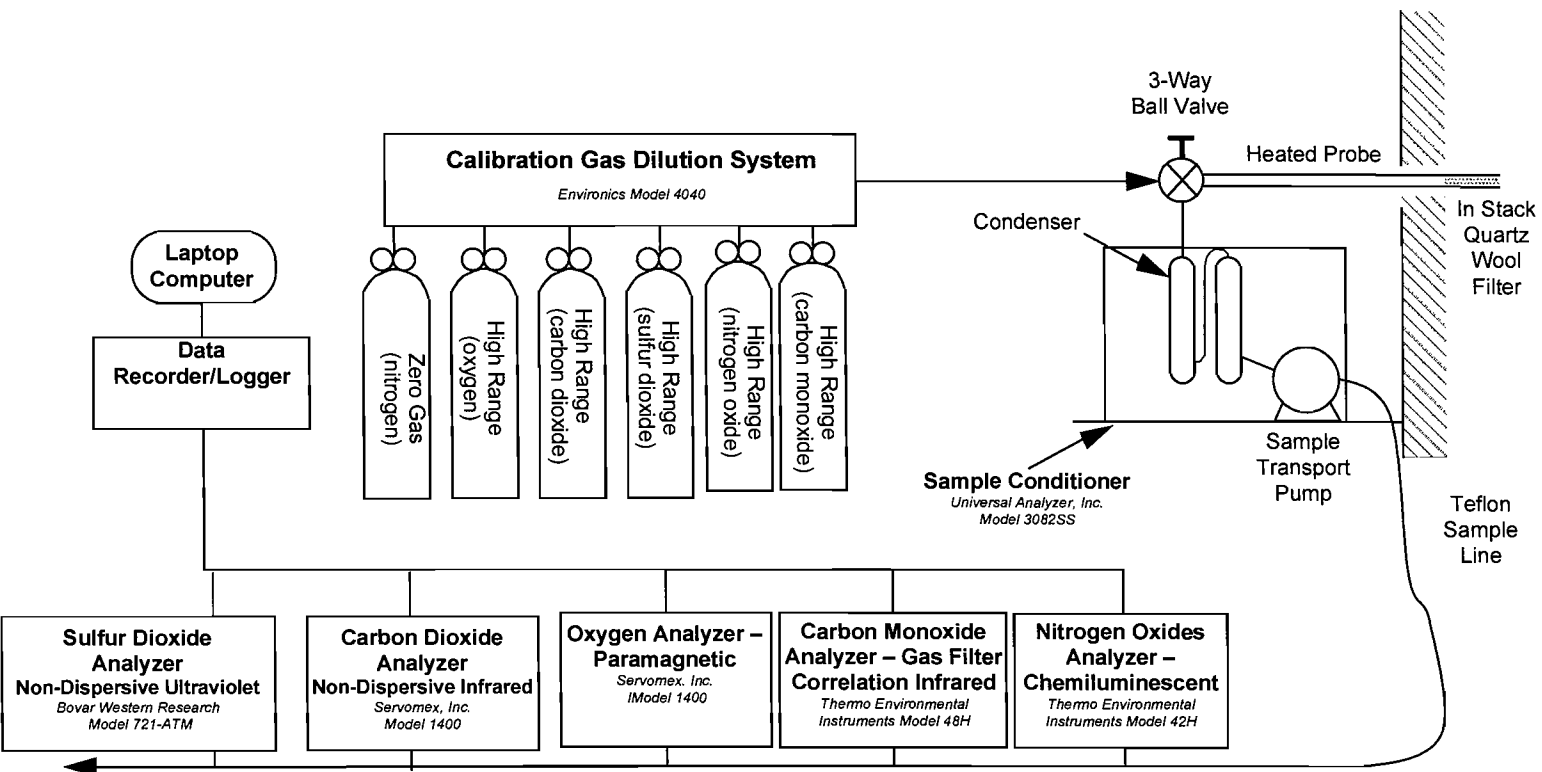 3-Way
Ball Valve
Calibration Gas Dilution System
Environics Model 4040
Heated Probe
In Stack
Quartz
Wool
Filter
Condenser
Laptop
Computer
Data
Recorder/Logger
Zero Gas
(nitrogen)
High Range
(oxygen)
High Range
(carbon dioxide)
High Range
(sulfur dioxide)
High Range
(nitrogen oxide)
High Range
(carbon monoxide)
Sample Conditioner
Universal Analyzer, Inc.
Model 3082SS
Sample
Transport
Pump
Teflon
Sample
Line
Sulfur Dioxide
Analyzer
Non-Dispersive Ultraviolet
Bovar Western Research
Model 721-ATM
Carbon Dioxide
Analyzer
Non-Dispersive Infrared
Servomex, Inc.
Model 1400
Oxygen Analyzer –
Paramagnetic
Servomex. Inc.
IModel 1400
Carbon Monoxide
Analyzer – Gas Filter
Correlation Infrared
Thermo Environmental
Instruments Model 48H
Nitrogen Oxides
Analyzer –
Chemiluminescent
Thermo Environmental
Instruments Model 42H